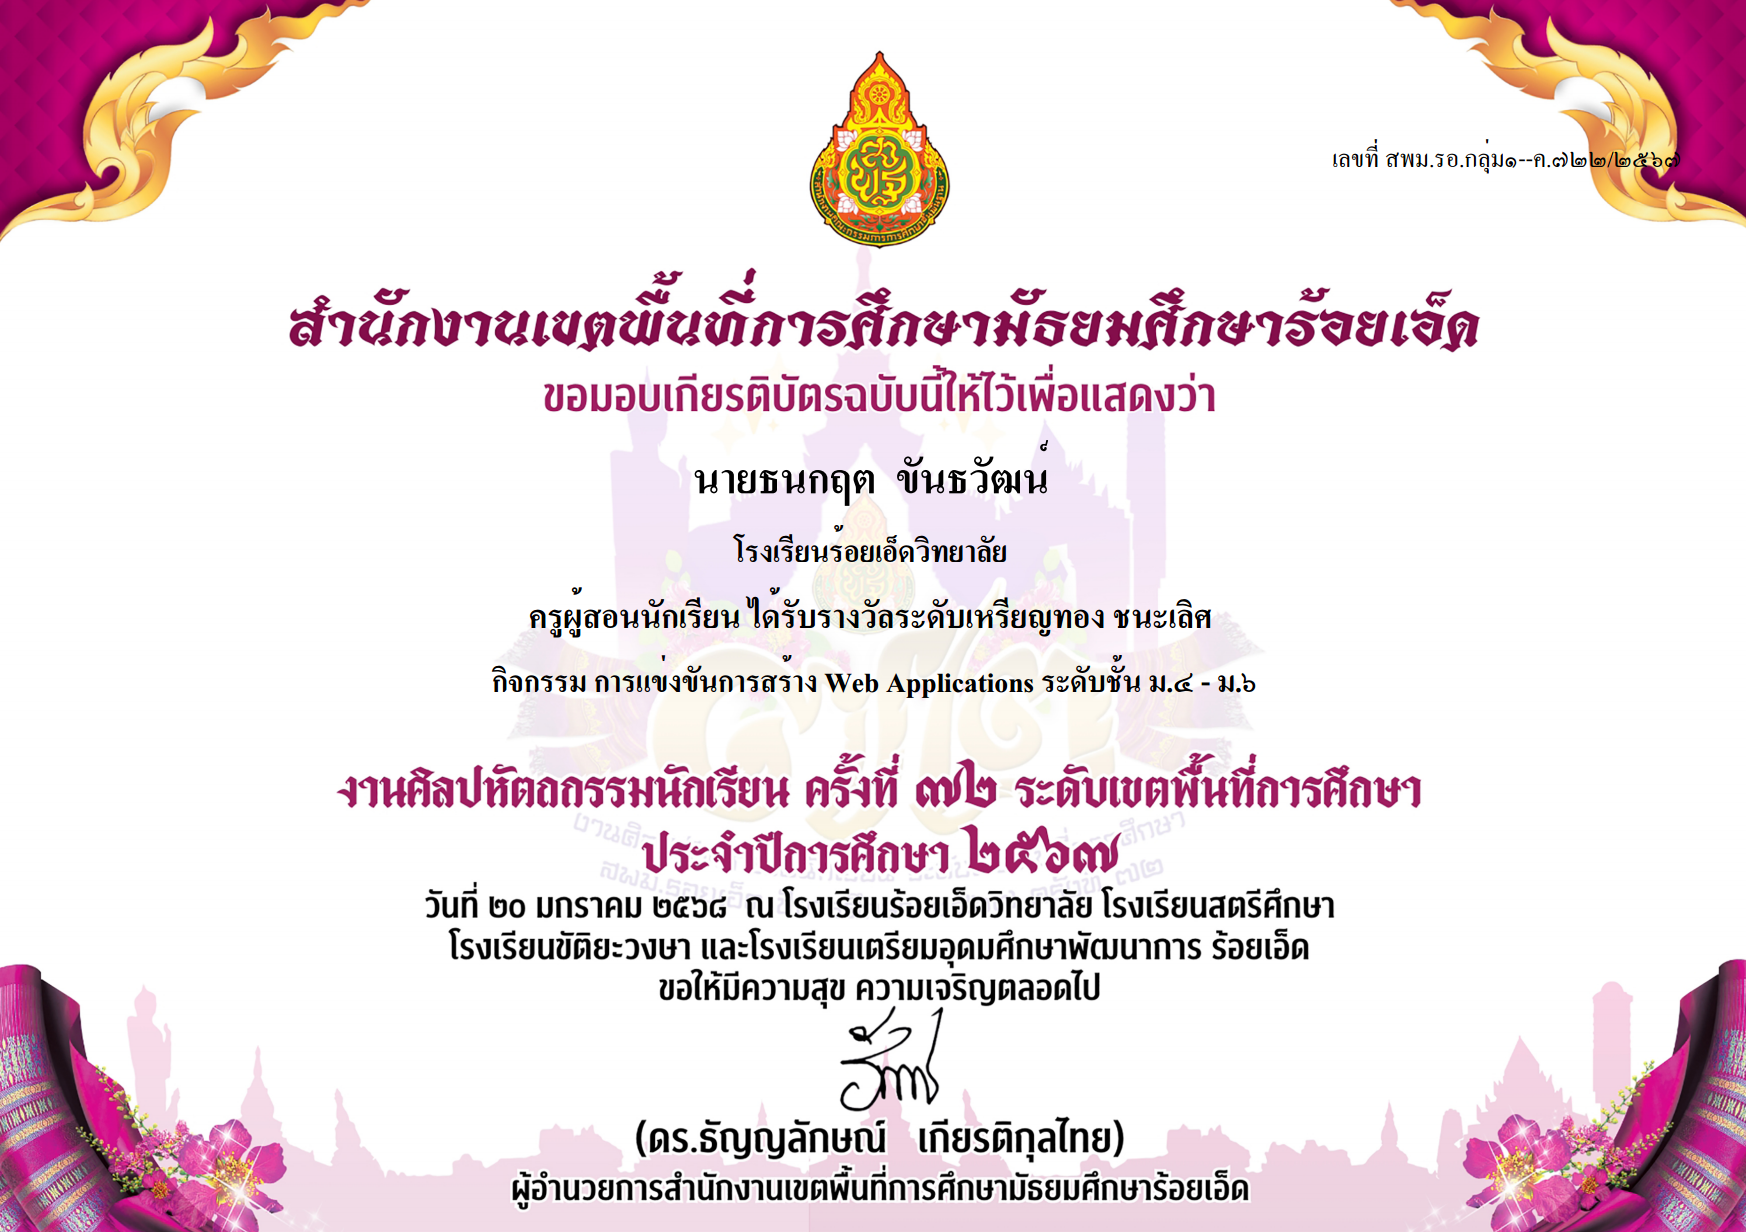 เลขที่ สพม.รอ.กลุ่ม๑--ค.๗๒๒/๒๕๖๗
สำนักงานเขตพื้นที่การศึกษามัธยมศึกษาร้อยเอ็ด
ขอมอบเกียรติบัตรฉบับนี้ให้ไว้เพื่อแสดงว่า
นายธนกฤต ขันธวัฒน์
โรงเรียนร้อยเอ็ดวิทยาลัย
ครูผู้สอนนักเรียน ได้รับรางวัลระดับเหรียญทอง ชนะเลิศ
กิจกรรม การแข่งขันการสร้าง Web Applications ระดับชั้น ม.๔ - ม.๖
งานศิลปหัตถกรรมนักเรียน ครั้งที่ ๗๒ ระดับเขตพื้นที่การศึกษา
ประจำปีการศึกษา ๒๕๖๗
วันที่ ๒๐ มกราคม ๒๕๖๘ ณ โรงเรียนร้อยเอ็ดวิทยาลัย โรงเรียนสตรีศึกษา
โรงเรียนขัติยะวงษา และโรงเรียนเตรียมอุดมศึกษาพัฒนาการ ร้อยเอ็ด
ขอให้มีความสุข ความเจริญตลอดไป
(ดร.ธัญญลักษณ์ เกียรติกุลไทย)
ผู้อำนวยการสำนักงานเขตพื้นที่การศึกษามัธยมศึกษาร้อยเอ็ด